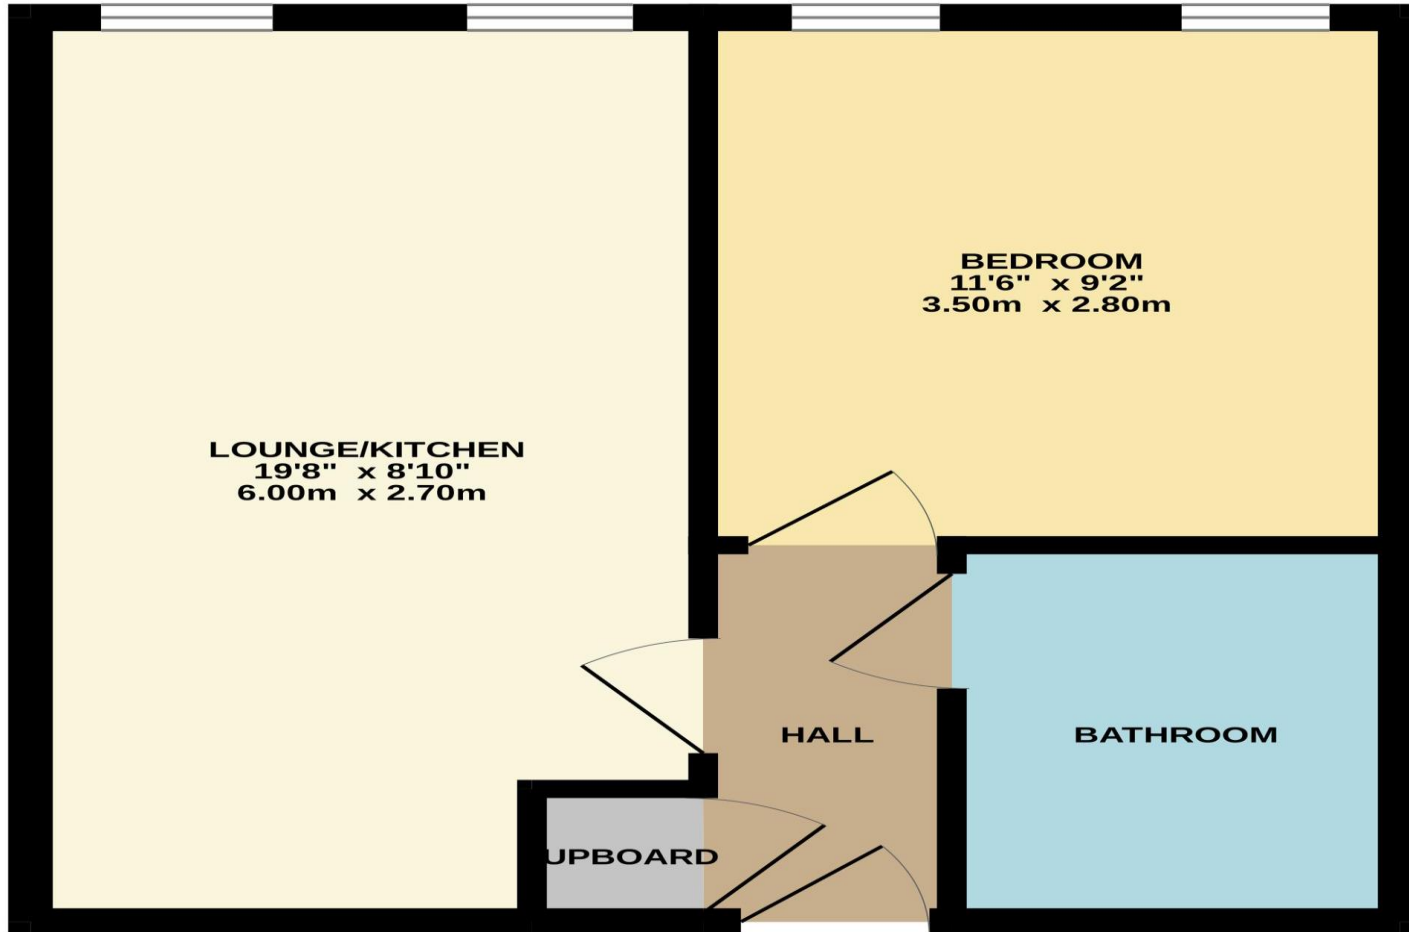 BEDROOM
11'6" x 9'2"
3.50m x 2.80m
LOUNGE/KITCHEN
19'8" x 8'10"
6.00m x 2.70m
HALL
BATHROOM
UPBOARD